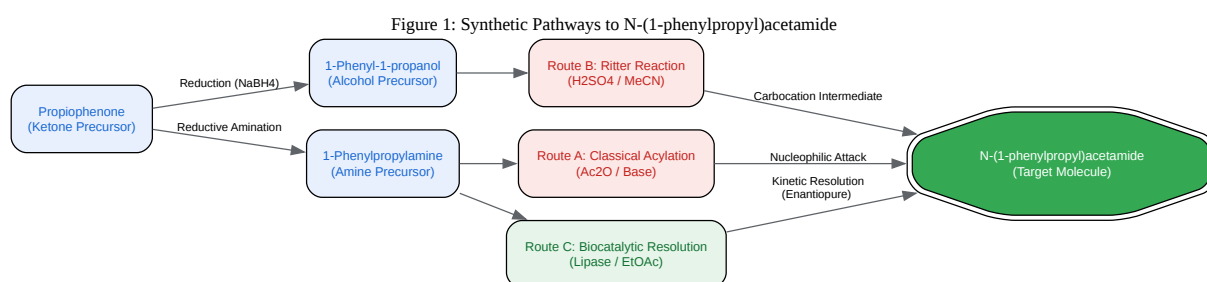 Figure 1: Synthetic Pathways to N-(1-phenylpropyl)acetamide
Propiophenone
(Ketone Precursor)
Reduction (NaBH4)
Reductive Amination
1-Phenyl-1-propanol
(Alcohol Precursor)
1-Phenylpropylamine
(Amine Precursor)
Route B: Ritter Reaction
(H2SO4 / MeCN)
Route A: Classical Acylation
(Ac2O / Base)
Route C: Biocatalytic Resolution
(Lipase / EtOAc)
Carbocation Intermediate
Nucleophilic Attack
Kinetic Resolution
(Enantiopure)
N-(1-phenylpropyl)acetamide
(Target Molecule)